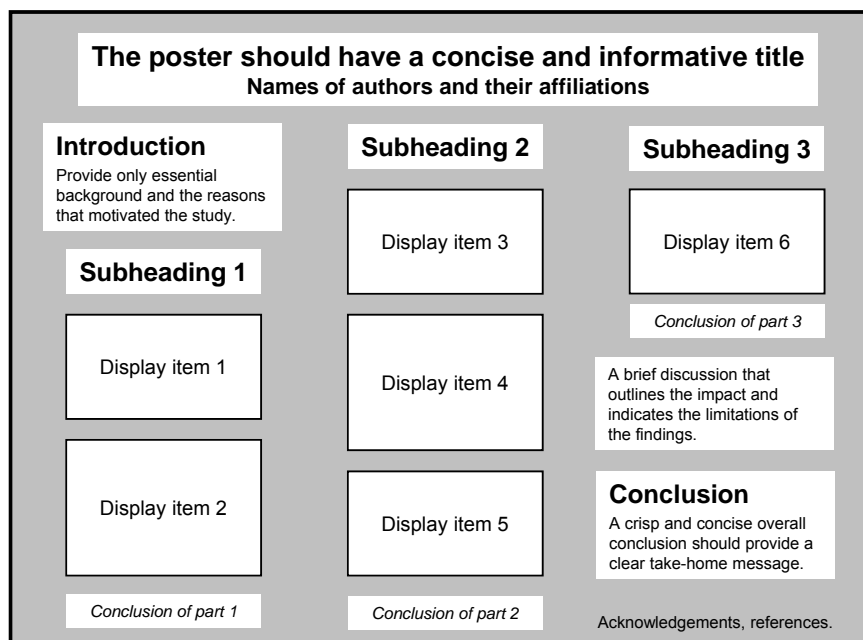 The poster should have a concise and informative title
Names of authors and their affiliations
Introduction
Provide only essential
background and the reasons
that motivated the study.
Subheading 1
Display item 1
Display item 2
Conclusion of part 1
Subheading 2
Display item 3
Display item 4
Display item 5
Conclusion of part 2
Subheading 3
Display item 6
Conclusion of part 3
A brief discussion that
outlines the impact and
indicates the limitations of
the findings.
Conclusion
A crisp and concise overall
conclusion should provide a
clear take-home message.
Acknowledgements, references.